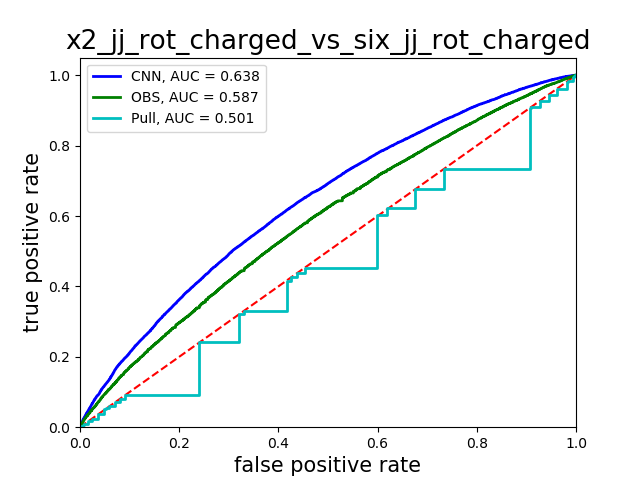 x2_jj_rot_charged_vs_six_jj_rot_charged
CNN, AUC = 0.638
OBS, AUC = 0.587
Pull, AUC = 0.501
true positive rate
1.0
0.8
0.6
0.4
0.2
0.0
0.0 0.2 0.4 0.6 0.8 1.0
false positive rate